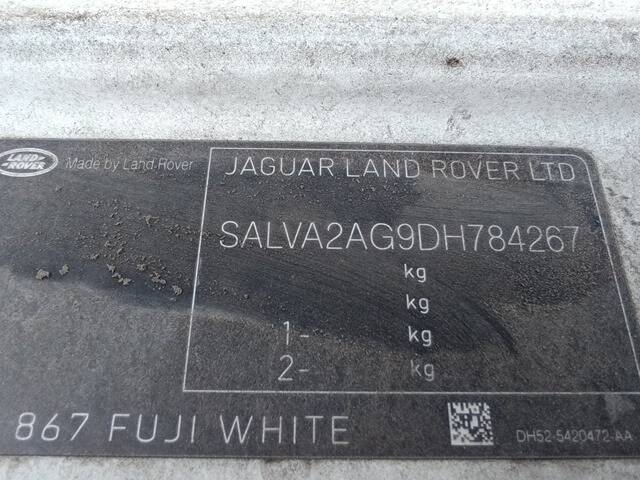 LAND-
ROVER
Made by Land Rover
JAGUAR LAND ROVER LTD
SALVA2AG9DH784267
kg
kg
1- kg
2- kg
867 FUJI WHITE
DH52-5420472-AA